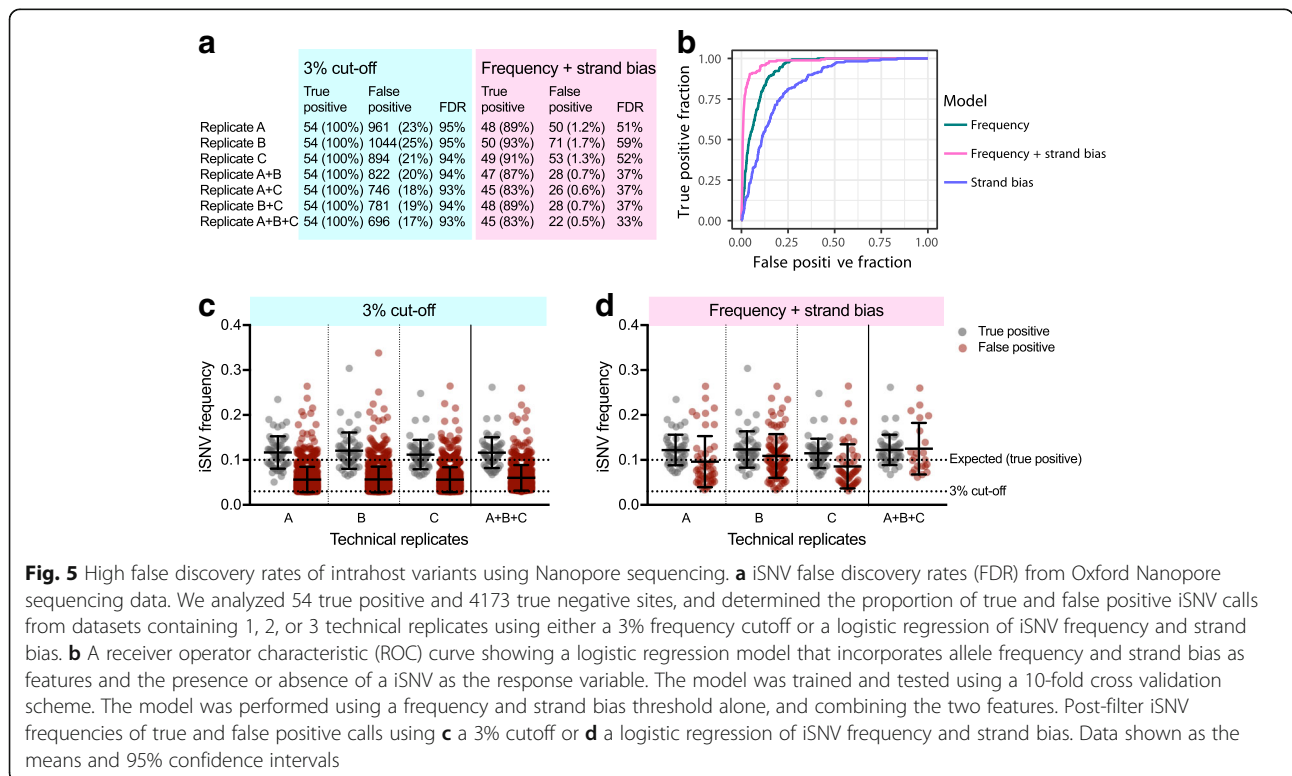 a
3% cut-off Frequency + strand bias
True positive False positive FDR True positive False positive FDR
Replicate A 54 (100%) 961 (23%) 95% 48 (89%) 50 (1.2%) 51%
Replicate B 54 (100%) 1044(25%) 95% 50 (93%) 71 (1.7%) 59%
Replicate C 54 (100%) 894 (21%) 94% 49 (91%) 53 (1.3%) 52%
Replicate A+B 54 (100%) 822 (20%) 94% 47 (87%) 28 (0.7%) 37%
Replicate A+C 54 (100%) 746 (18%) 93% 45 (83%) 26 (0.6%) 37%
Replicate B+C 54 (100%) 781 (19%) 94% 48 (89%) 28 (0.7%) 37%
Replicate A+B+C 54 (100%) 696 (17%) 93% 45 (83%) 22 (0.5%) 33%
b
True positive fraction
1.00
0.75
0.50
0.25
0.00
0.00 0.25 0.50 0.75 1.00
False positi ve fraction
Model
Frequency
Frequency + strand bias
Strand bias
c
3% cut-off
iSNV frequency
0.4
0.3
0.2
0.1
0.0
A B C A+B+C
Technical replicates
d
Frequency + strand bias
iSNV frequency
0.4
0.3
0.2
0.1
0.0
A B C A+B+C
Technical replicates
True positive
False positive
Expected (true positive)
3% cut-off
Fig. 5 High false discovery rates of intrahost variants using Nanopore sequencing. a iSNV false discovery rates (FDR) from Oxford Nanopore
sequencing data. We analyzed 54 true positive and 4173 true negative sites, and determined the proportion of true and false positive iSNV calls
from datasets containing 1, 2, or 3 technical replicates using either a 3% frequency cutoff or a logistic regression of iSNV frequency and strand
bias. b A receiver operator characteristic (ROC) curve showing a logistic regression model that incorporates allele frequency and strand bias as
features and the presence or absence of a iSNV as the response variable. The model was trained and tested using a 10-fold cross validation
scheme. The model was performed using a frequency and strand bias threshold alone, and combining the two features. Post-filter iSNV
frequencies of true and false positive calls using c a 3% cutoff or d a logistic regression of iSNV frequency and strand bias. Data shown as the
means and 95% confidence intervals